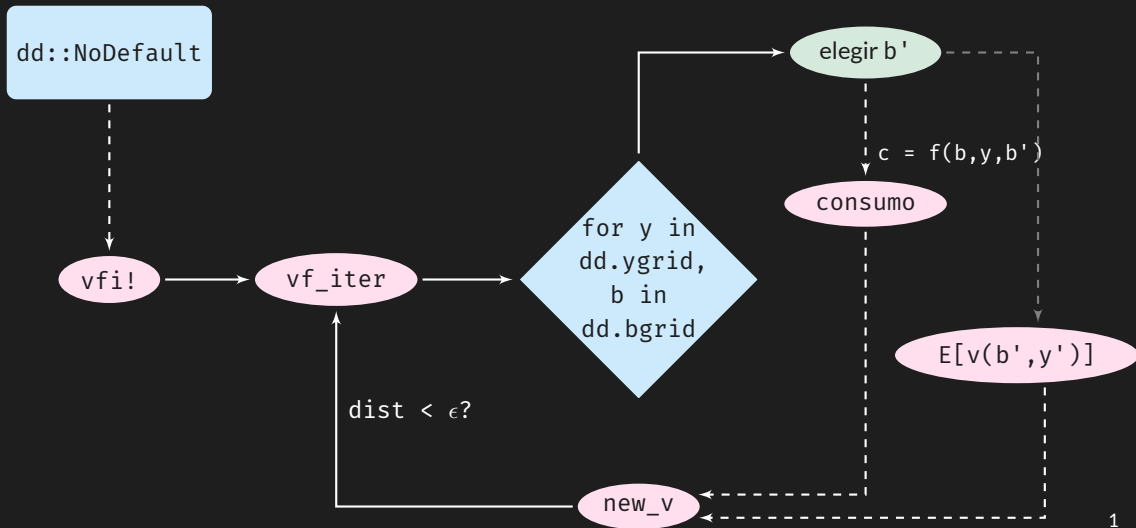 dd::NoDefault
elegir b'
c = f(b,y,b')
consumo
for y in
dd.ygrid,
b in
dd.bgrid
vfi!
vf_iter
E[v(b',y')]
dist < ϵ?
new_v
1